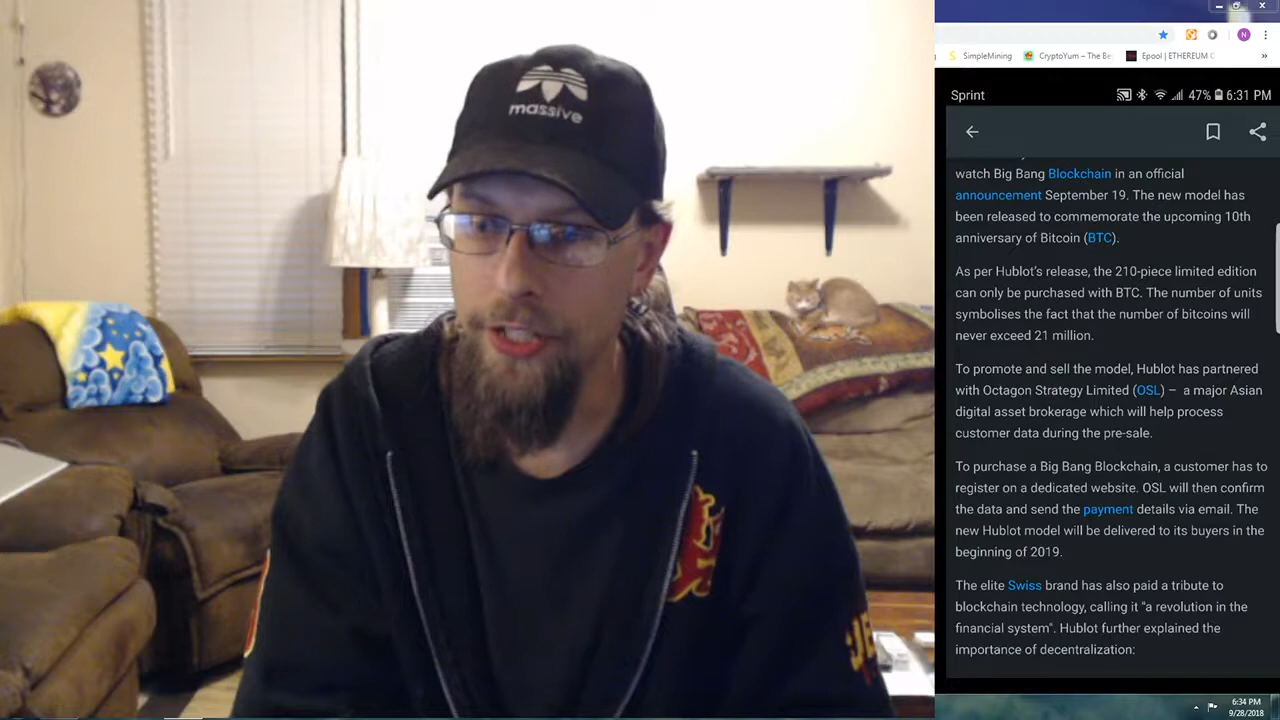 massive
SimpleMining
CryptoYum – The Be
Epool | ETHEREUM C
N
»
Sprint
47% 6:31 PM
watch Big Bang Blockchain in an official
announcement September 19. The new model has
been released to commemorate the upcoming 10th
anniversary of Bitcoin (BTC).
As per Hublot's release, the 210-piece limited edition
can only be purchased with BTC. The number of units
symbolises the fact that the number of bitcoins will
never exceed 21 million.
To promote and sell the model, Hublot has partnered
with Octagon Strategy Limited (OSL) – a major Asian
digital asset brokerage which will help process
customer data during the pre-sale.
To purchase a Big Bang Blockchain, a customer has to
register on a dedicated website. OSL will then confirm
the data and send the payment details via email. The
new Hublot model will be delivered to its buyers in the
beginning of 2019.
The elite Swiss brand has also paid a tribute to
blockchain technology, calling it "a revolution in the
financial system". Hublot further explained the
importance of decentralization:
6:34 PM
9/28/2018